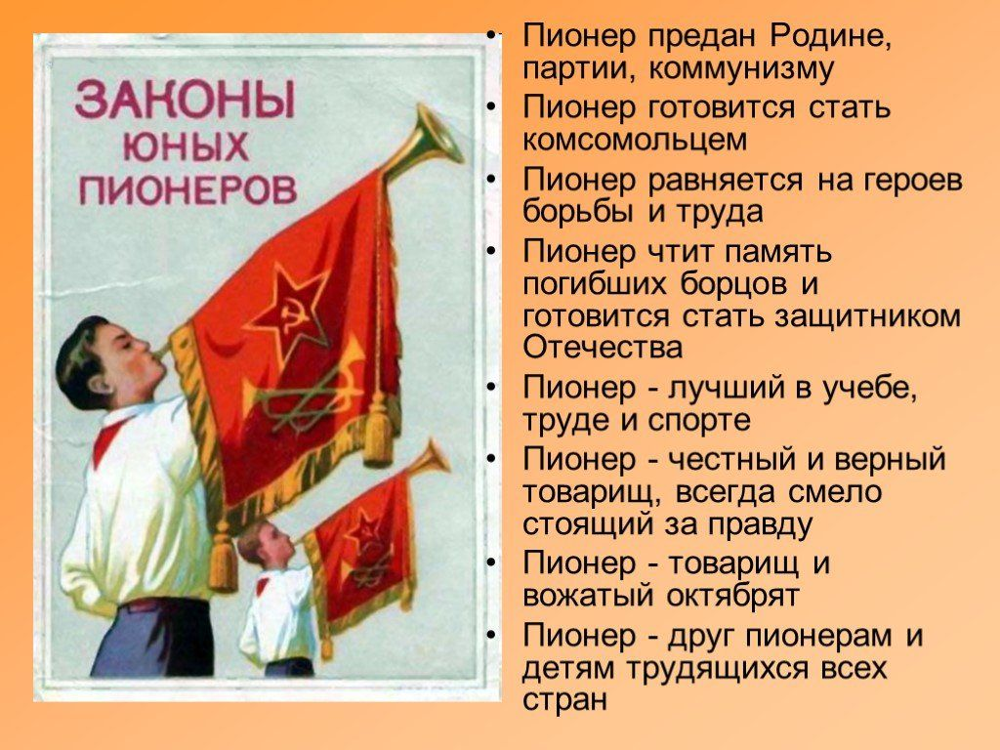 ЗАКОНЫ
ЮНЫХ
ПИОНЕРОВ
• Пионер предан Родине,
партии, коммунизму
• Пионер готовится стать
комсомольцем
• Пионер равняется на героев
борьбы и труда
• Пионер чтит память
погибших борцов и
готовится стать защитником
Отечества
• Пионер - лучший в учебе,
труде и спорте
• Пионер - честный и верный
товарищ, всегда смело
стоящий за правду
• Пионер - товарищ и
вожатый октябрят
• Пионер - друг пионерам и
детям трудящихся всех
стран